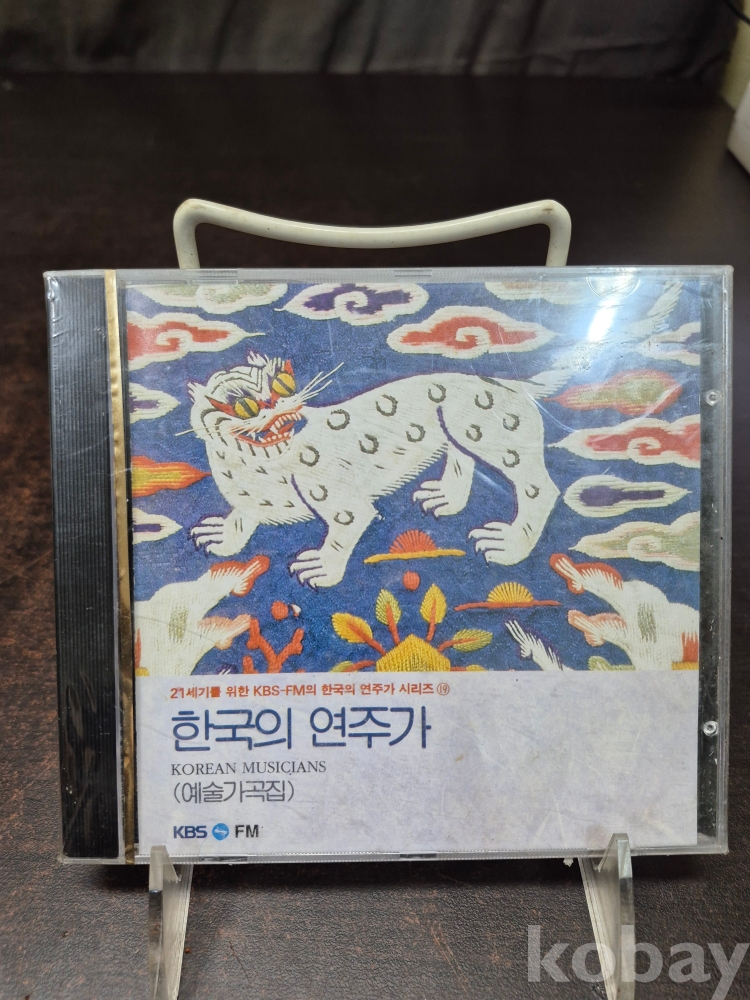 21세기를 위한 KBS-FM의 한국의 연주가 시리즈 ⑲
한국의 연주가
KOREAN MUSICIANS
(예술가곡집)
KBS FM
kobay